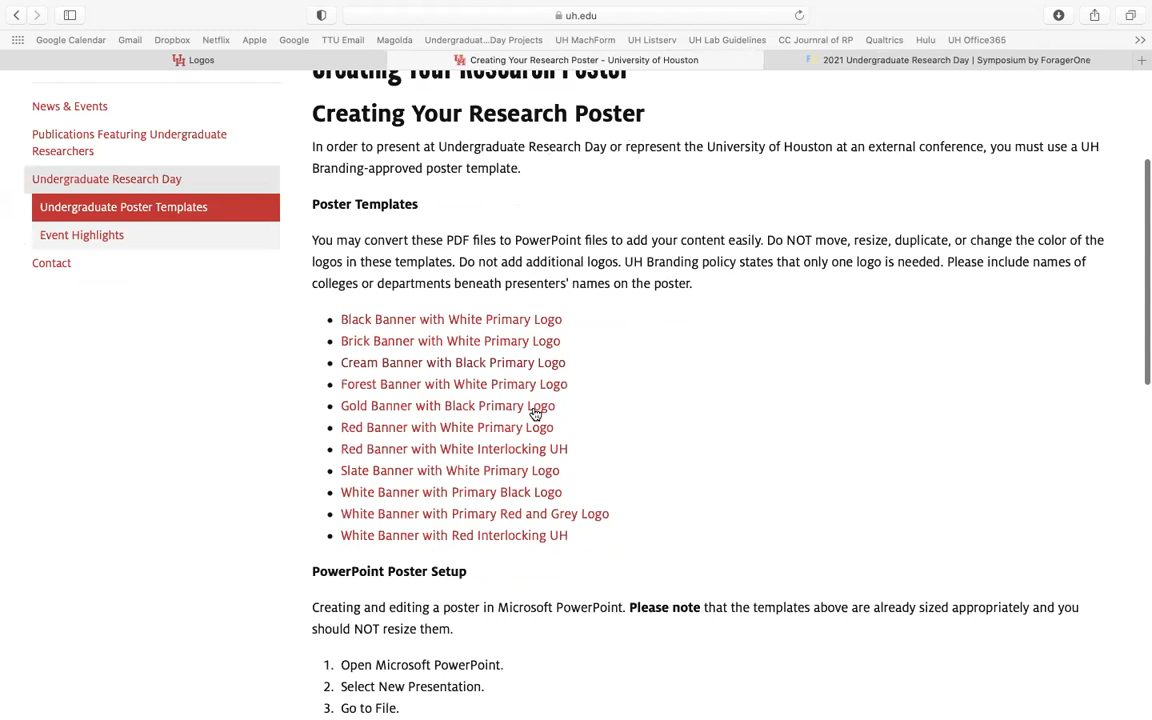 uh.edu
Google Calendar Gmail Dropbox Netflix Apple Google TTU Email Magolda Undergraduat...Day Projects UH MachForm UH Listserv UH Lab Guidelines CC Journral of RP Qualtrics Hulu UH Office365
Logos Creating Your Research Poster - University of Houston 2021 Undergraduate Research Day | Symposium by ForagerOne
Creating Your Research Poster
News & Events
Publications Featuring Undergraduate
Researchers
Undergraduate Research Day
Undergraduate Poster Templates
Event Highlights
Contact
Creating Your Research Poster
In order to present at Undergraduate Research Day or represent the University of Houston at an external conference, you must use a UH
Branding-approved poster template.
Poster Templates
You may convert these PDF files to PowerPoint files to add your content easily. Do NOT move, resize, duplicate, or change the color of the
logos in these templates. Do not add additional logos. UH Branding policy states that only one logo is needed. Please include names of
colleges or departments beneath presenters' names on the poster.
Black Banner with White Primary Logo
Brick Banner with White Primary Logo
Cream Banner with Black Primary Logo
Forest Banner with White Primary Logo
Gold Banner with Black Primary Logo
Red Banner with White Primary Logo
Red Banner with White Interlocking UH
Slate Banner with White Primary Logo
White Banner with Primary Black Logo
White Banner with Primary Red and Grey Logo
White Banner with Red Interlocking UH
PowerPoint Poster Setup
Creating and editing a poster in Microsoft PowerPoint. Please note that the templates above are already sized appropriately and you
should NOT resize them.
1. Open Microsoft PowerPoint.
2. Select New Presentation.
3. Go to File.